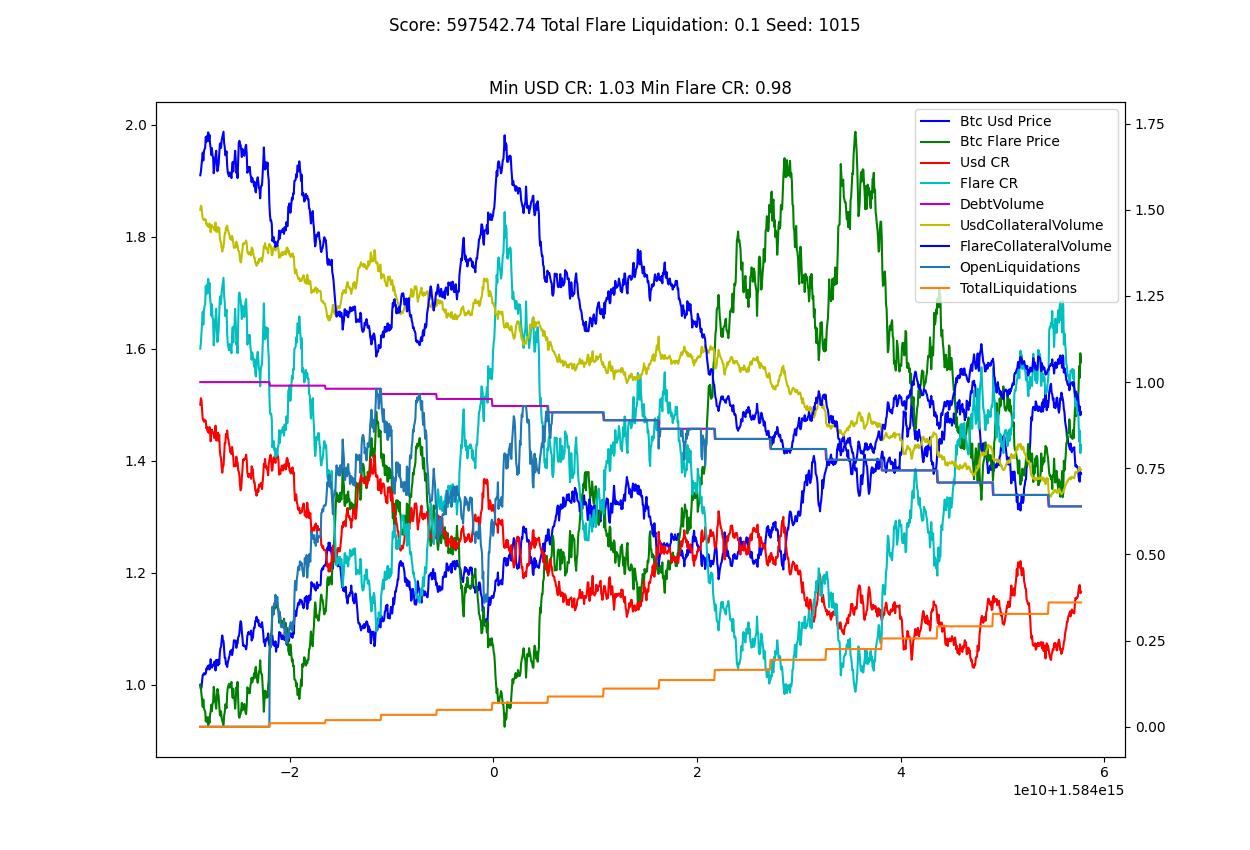 Score: 597542.74 Total Flare Liquidation: 0.1 Seed: 1015
Min USD CR: 1.03 Min Flare CR: 0.98
2.0
1.8
1.6
1.4
1.2
1.0
1.75
1.50
1.25
1.00
0.75
0.50
0.25
0.00
Btc Usd Price
Btc Flare Price
Usd CR
Flare CR
DebtVolume
UsdCollateralVolume
FlareCollateralVolume
OpenLiquidations
TotalLiquidations
−2
0
2
4
6
1e10+1.584e15